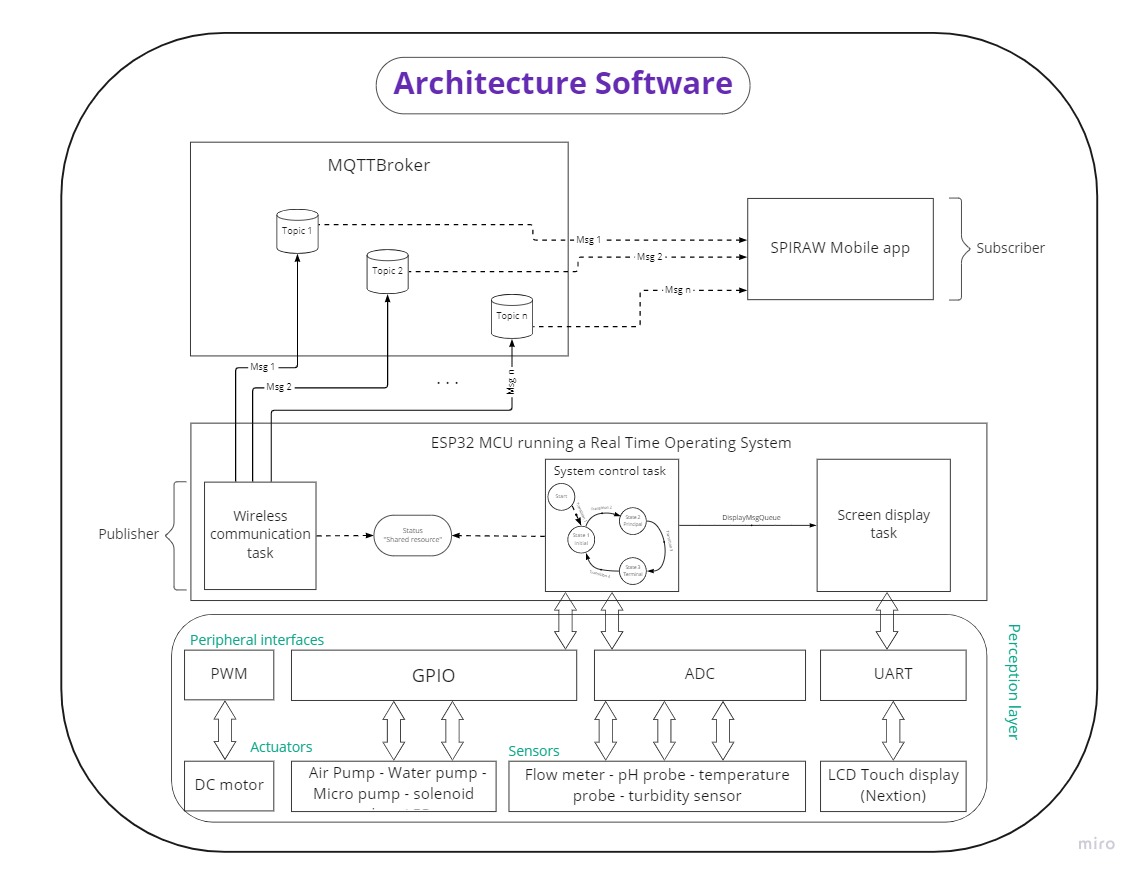 Architecture Software
MQTTBroker
Topic 1
Topic 2
Topic n
Msg 1
Msg 2
Msg n
SPIRAW Mobile app
Subscriber
Msg 1
Msg 2
. . .
Msg n
ESP32 MCU running a Real Time Operating System
Publisher
Wireless
communication
task
Status
"Shared resource"
System control task
Start
State 1
Initial
State 2
Principal
State 3
Terminal
DisplayMsgQueue
Screen display
task
Peripheral interfaces
Perception layer
PWM
GPIO
ADC
UART
Actuators
Sensors
DC motor
Air Pump - Water pump -
Micro pump - solenoid
Flow meter - pH probe - temperature
probe - turbidity sensor
LCD Touch display
(Nextion)
miro